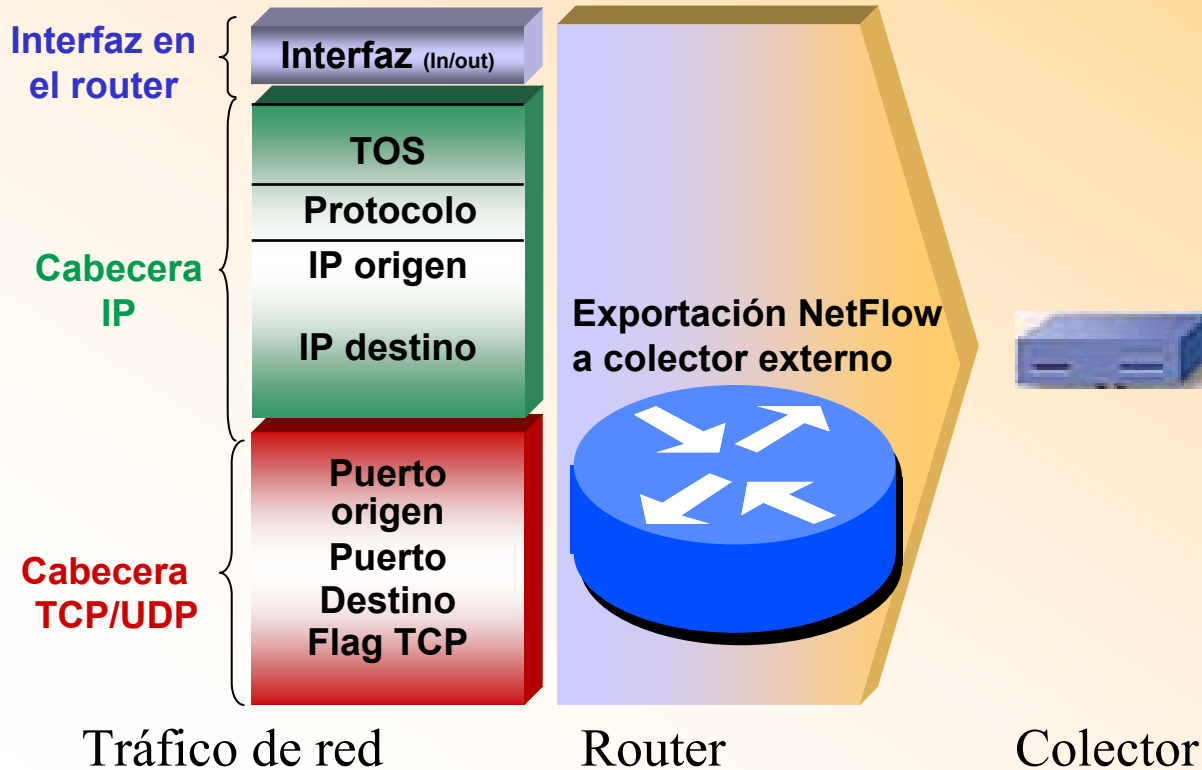 Interfaz en
el router
Interfaz (In/out)
Cabecera
IP
TOS
Protocolo
IP origen
IP destino
Cabecera
TCP/UDP
Puerto
origen
Puerto
Destino
Flag TCP
Exportación NetFlow
a colector externo
Tráfico de red
Router
Colector